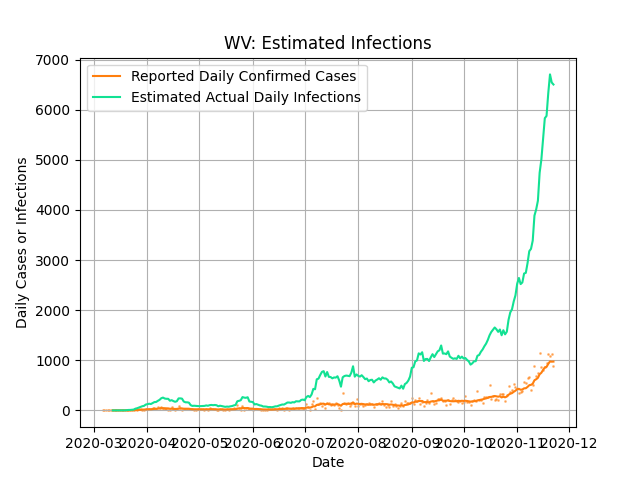 WV: Estimated Infections
Reported Daily Confirmed Cases
Estimated Actual Daily Infections
Daily Cases or Infections
7000
6000
5000
4000
3000
2000
1000
0
2020-03 2020-04 2020-05 2020-06 2020-07 2020-08 2020-09 2020-10 2020-11 2020-12
Date